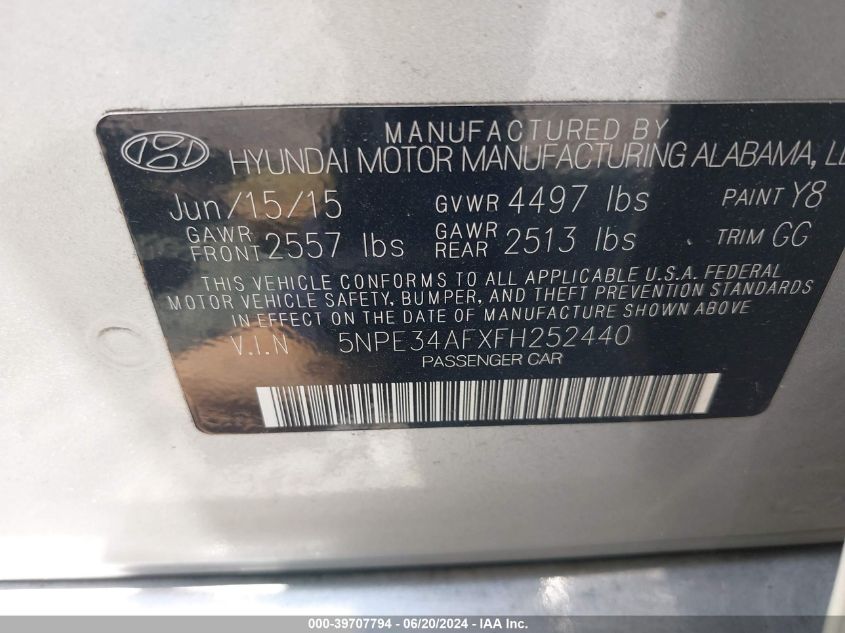 MANUFACTURED BY
HYUNDAI MOTOR MANUFACTURING ALABAMA,
Jun/15/15 GVWR 4497 lbs PAINT Y8
GAWR FRONT 2557 lbs GAWR REAR 2513 lbs TRIM GG
THIS VEHICLE CONFORMS TO ALL APPLICABLE U.S.A. FEDERAL
MOTOR VEHICLE SAFETY, BUMPER, AND THEFT PREVENTION STANDARDS
IN EFFECT ON THE DATE OF MANUFACTURE SHOWN ABOVE
V.I.N 5NPE34AFXFH252440
PASSENGER CAR
000-39707794 - 06/20/2024 - © IAA Holdings, LLC.